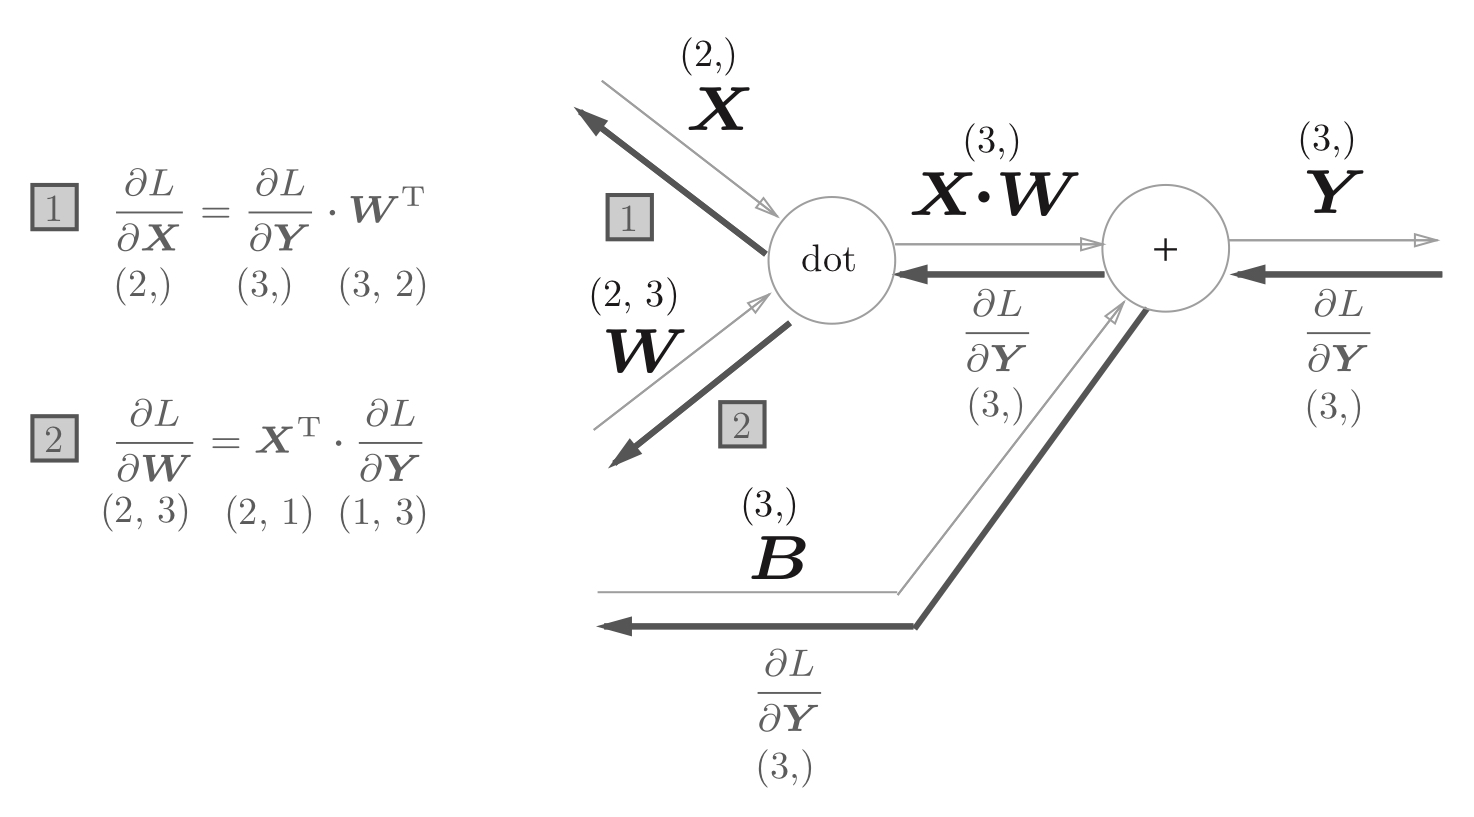 1 ∂L/∂X = ∂L/∂Y · W^T
(2,) (3,) (3, 2)
2 ∂L/∂W = X^T · ∂L/∂Y
(2, 3) (2, 1) (1, 3)
(2,)
X
1
(2, 3)
W
2
dot
(3,)
X·W
∂L/∂Y
(3,)
+
(3,)
Y
∂L/∂Y
(3,)
(3,)
B
∂L/∂Y
(3,)